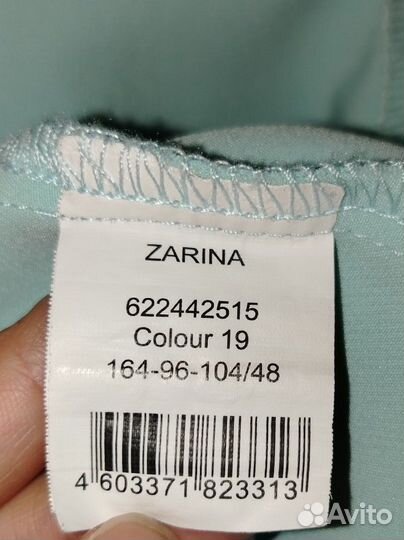 ZARINA
622442515
Colour 19
164-96-104/48
4 603371 823313
Avito